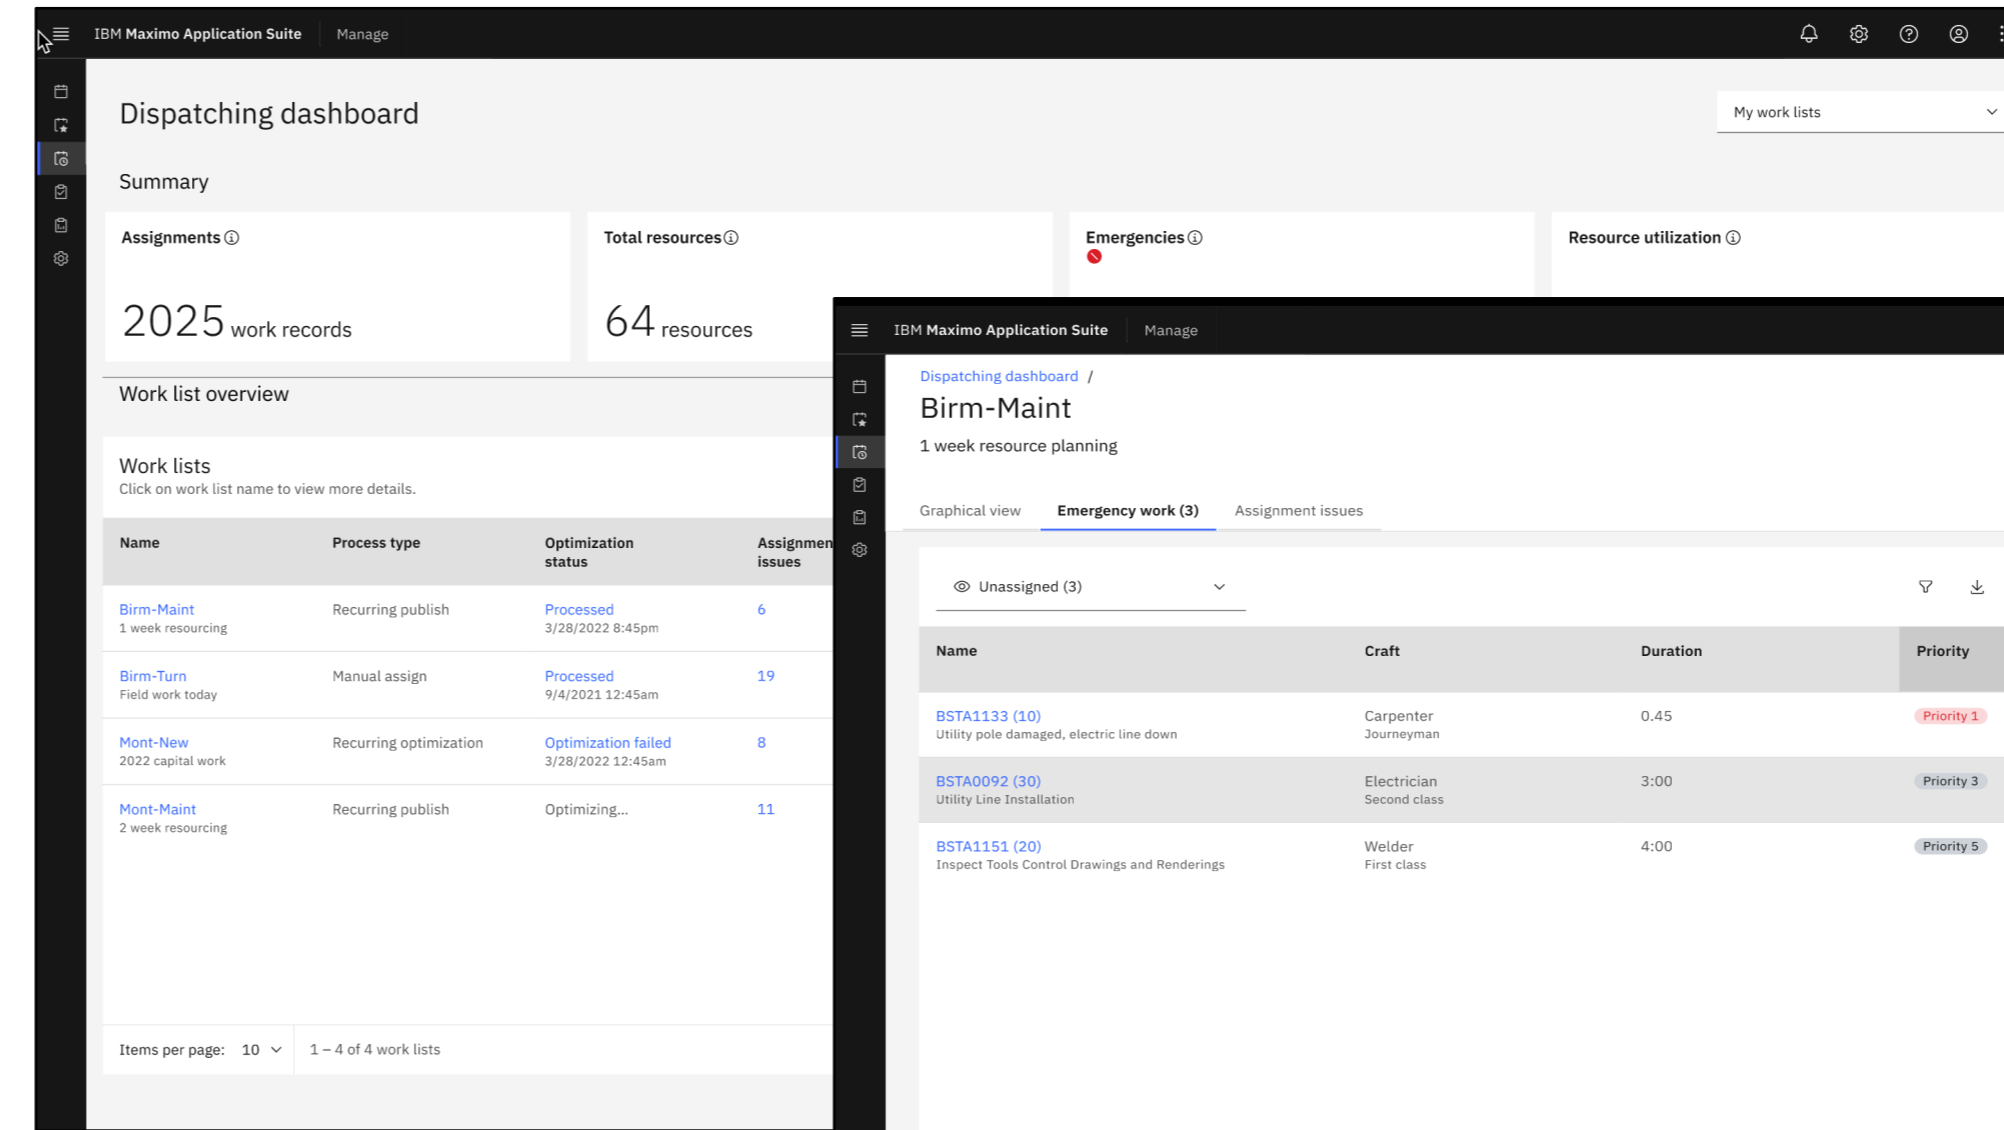 IBM Maximo Application Suite Manage
Dispatching dashboard
My work lists
Summary
Assignments
2025 work records
Total resources
64 resources
Emergencies
Resource utilization
Work list overview
Work lists
Click on work list name to view more details.
Name Process type Optimization status Assignmen issues
Birm-Maint Recurring publish Processed 6
1 week resourcing 3/28/2022 8:45pm
Birm-Turn Manual assign Processed 19
Field work today 9/4/2021 12:45am
Mont-New Recurring optimization Optimization failed 8
2022 capital work 3/28/2022 12:45am
Mont-Maint Recurring publish Optimizing... 11
2 week resourcing
Items per page: 10 1 – 4 of 4 work lists
IBM Maximo Application Suite Manage
Dispatching dashboard /
Birm-Maint
1 week resource planning
Graphical view Emergency work (3) Assignment issues
Unassigned (3)
Name Craft Duration Priority
BSTA1133 (10) Carpenter 0.45 Priority 1
Utility pole damaged, electric line down Journeyman
BSTA0092 (30) Electrician 3:00 Priority 3
Utility Line Installation Second class
BSTA1151 (20) Welder 4:00 Priority 5
Inspect Tools Control Drawings and Renderings First class